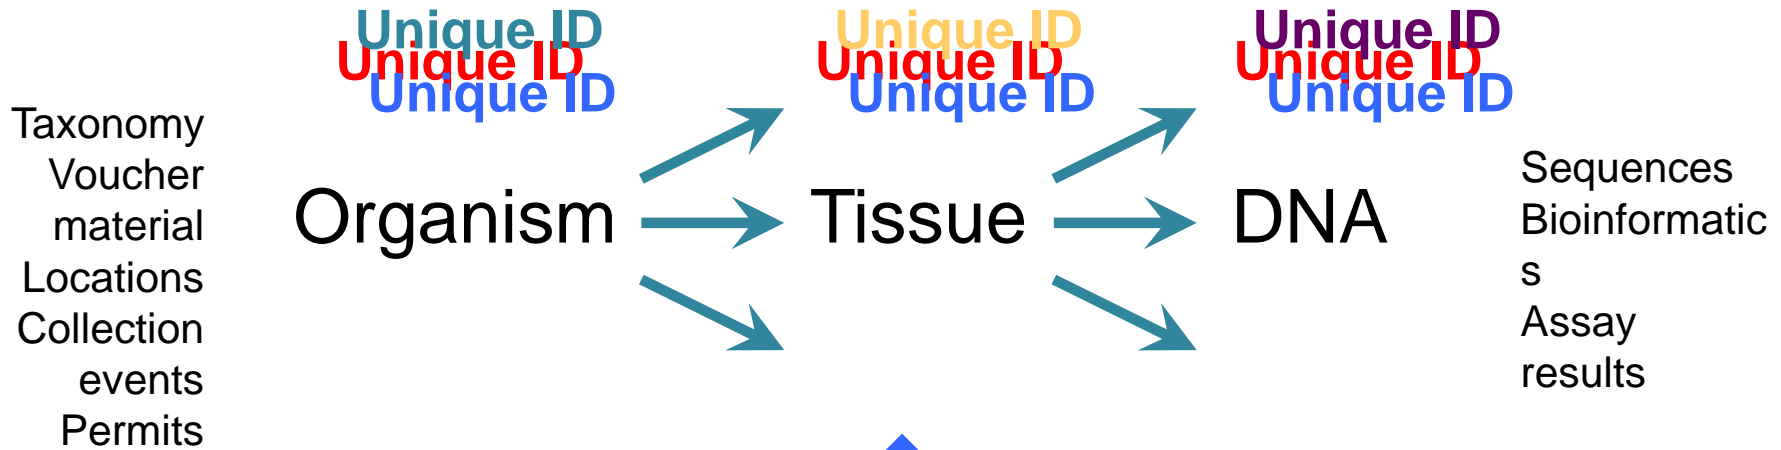 Unique ID
Unique ID
Unique ID
Unique ID
Unique ID
Unique ID
Unique ID
Unique ID
Unique ID
Taxonomy
Voucher
material
Locations
Collection
events
Permits
Organism
Tissue
DNA
Sequences
Bioinformatic
s
Assay
results